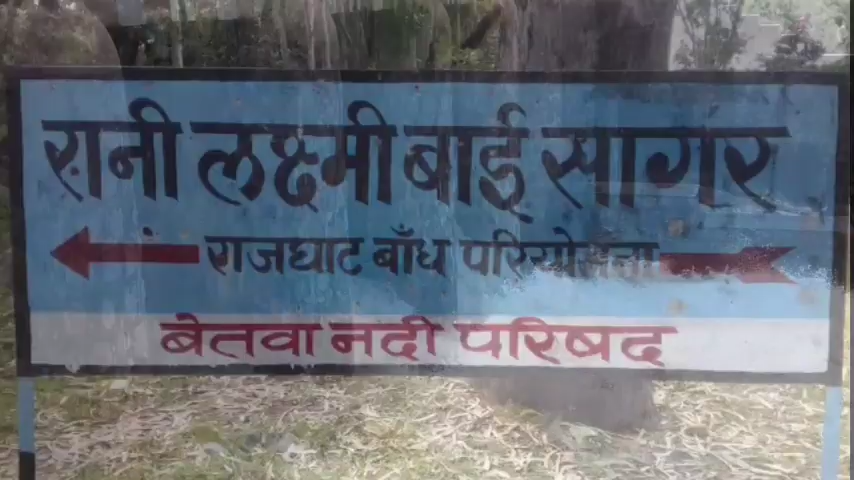 रानी लक्ष्मी बाई सागर
राजघाट बाँध परियोजना
बेतवा नदी परिषद